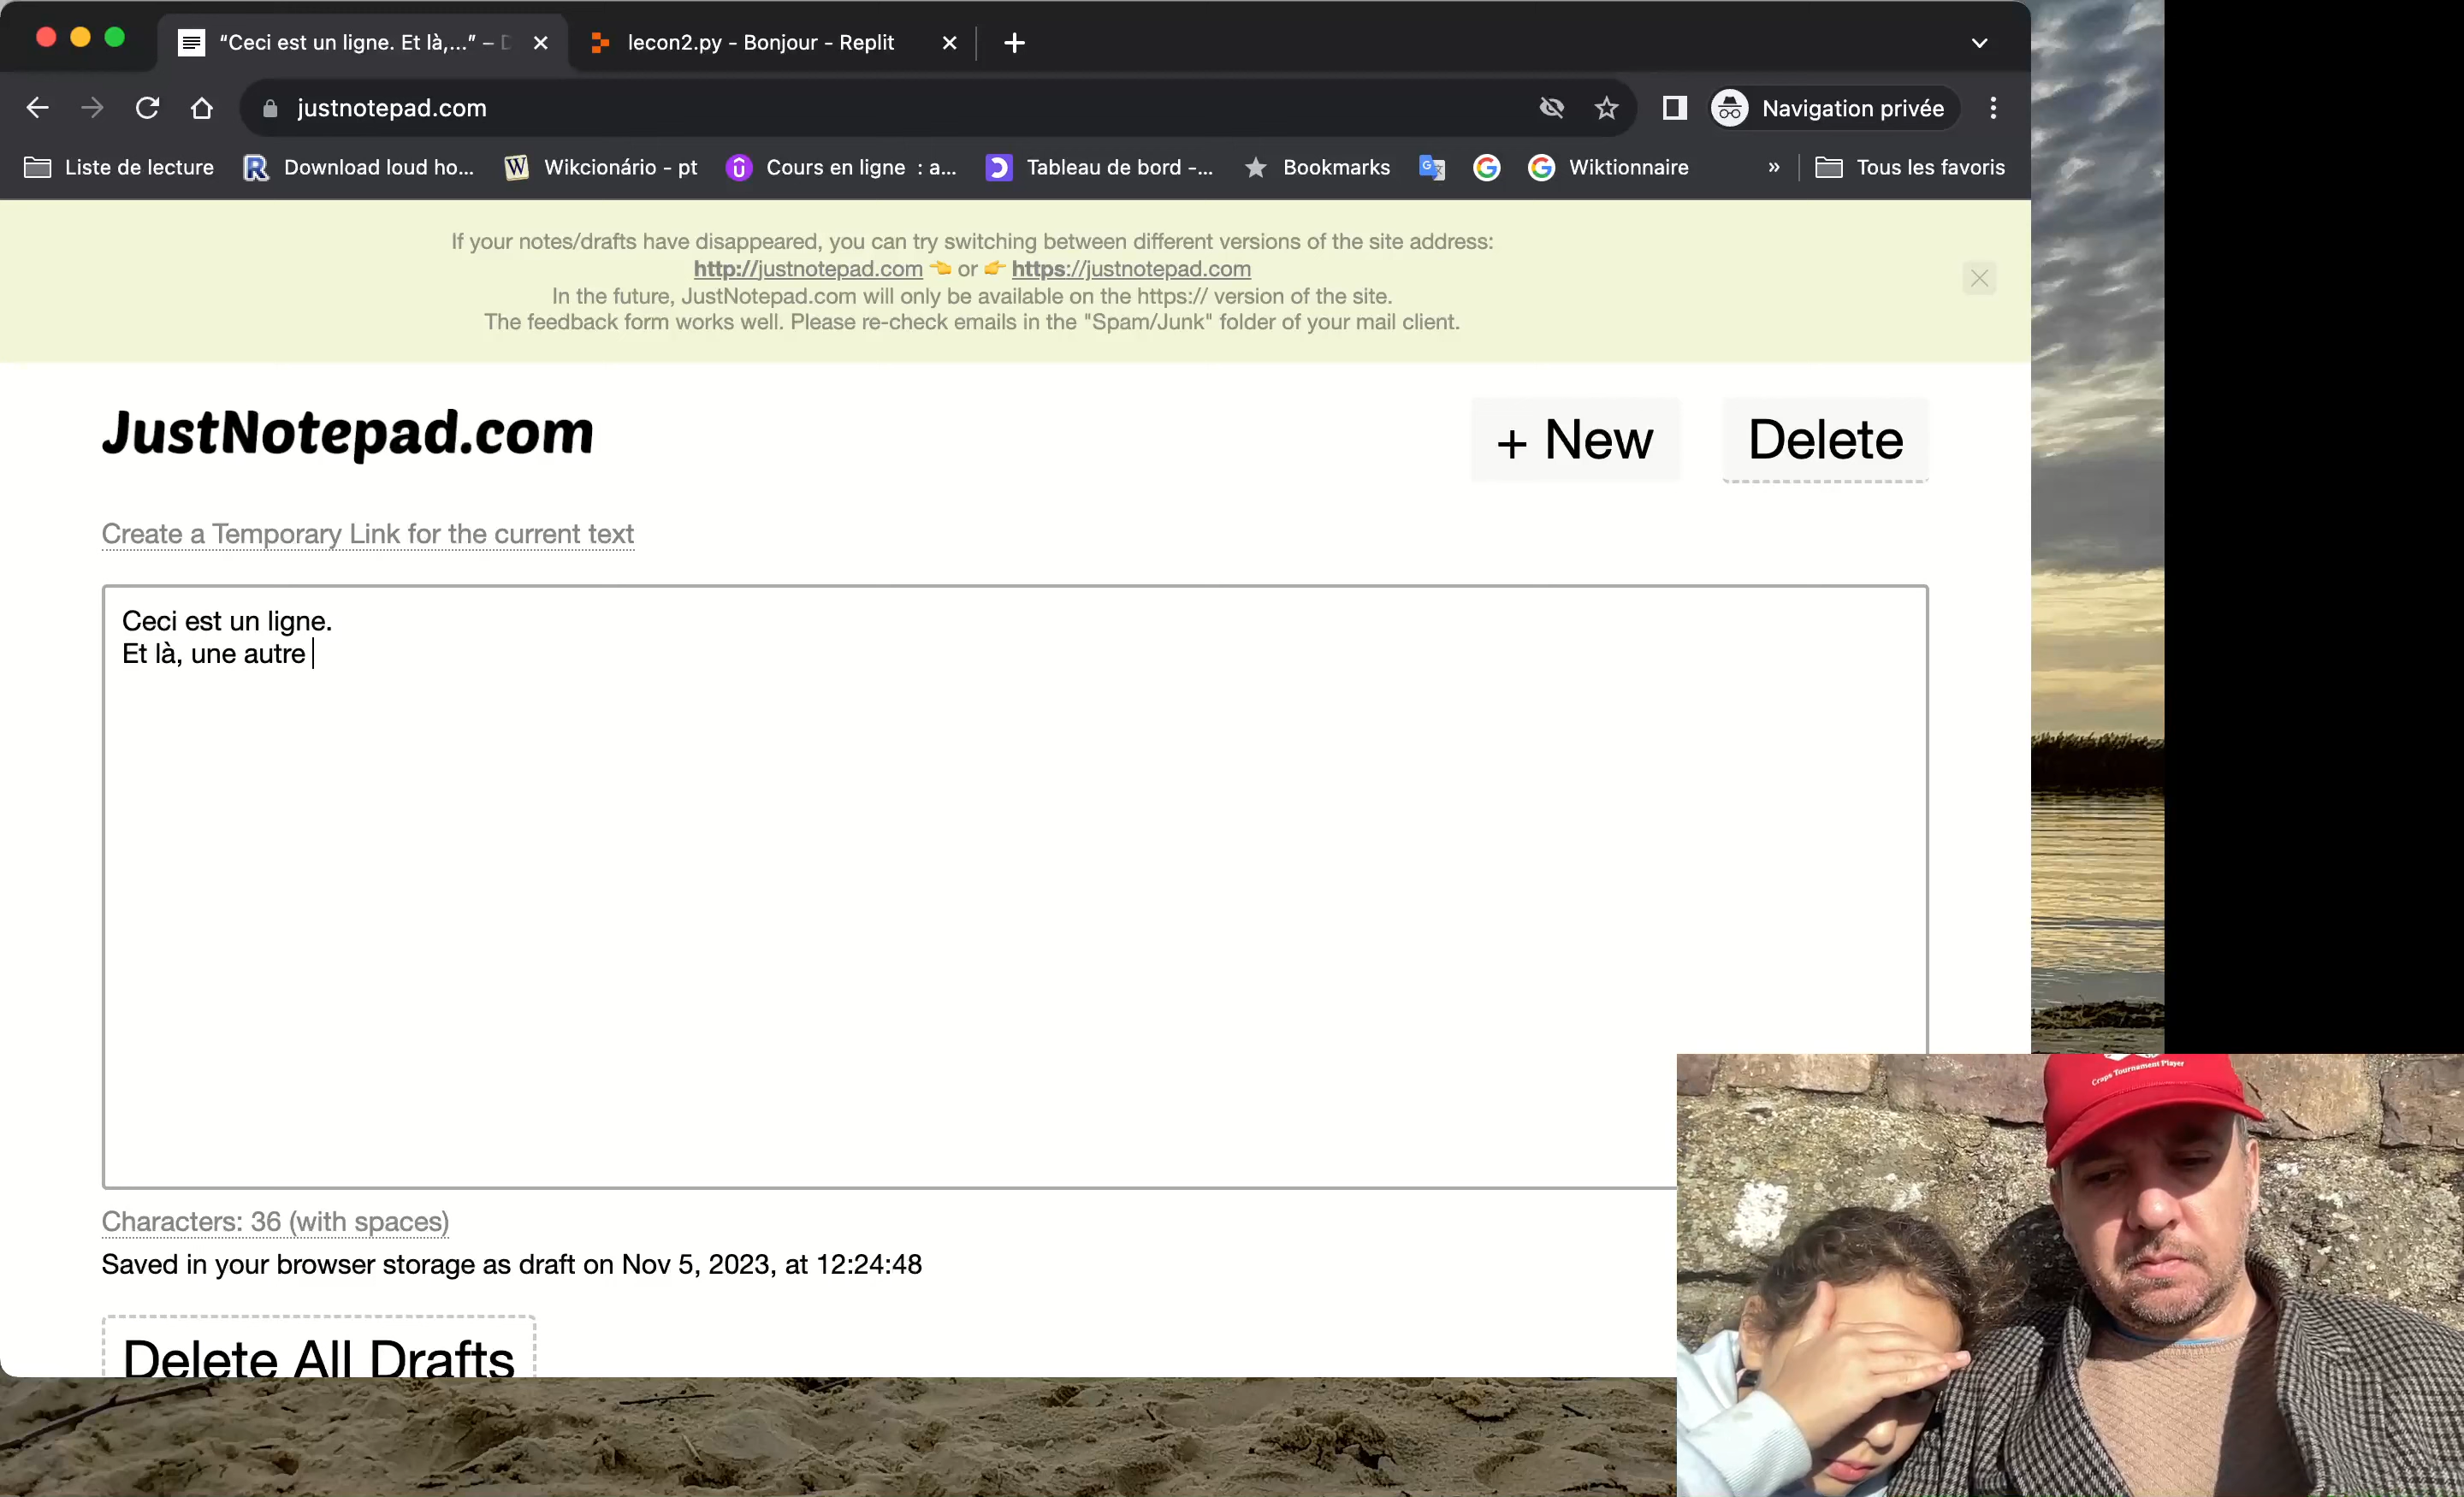 “Ceci est un ligne. Et là,...” –
lecon2.py - Bonjour - Replit
justnotepad.com
Navigation privée
Liste de lecture
Download loud ho...
Wikcionário - pt
Cours en ligne : a...
Tableau de bord -...
Bookmarks
Wiktionnaire
»
Tous les favoris
If your notes/drafts have disappeared, you can try switching between different versions of the site address:
http://justnotepad.com 👈 or 👉 https://justnotepad.com
In the future, JustNotepad.com will only be available on the https:// version of the site.
The feedback form works well. Please re-check emails in the "Spam/Junk" folder of your mail client.
JustNotepad.com
+ New
Delete
Create a Temporary Link for the current text
Ceci est un ligne.
Et là, une autre
Characters: 36 (with spaces)
Saved in your browser storage as draft on Nov 5, 2023, at 12:24:48
Delete All Drafts
Craps Tournament Player